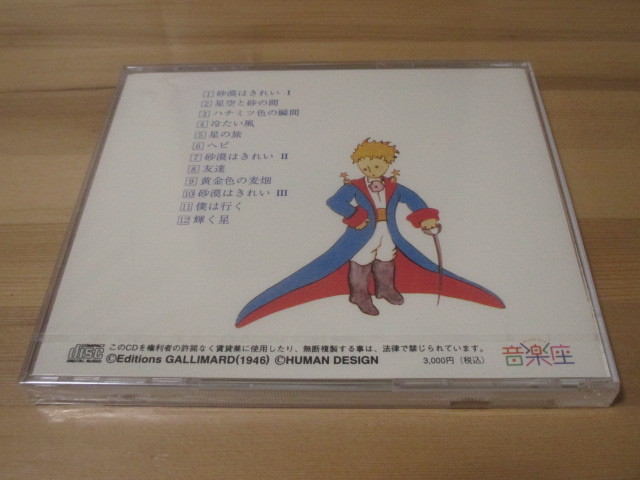 1 砂漠はきれい I
2 星空と砂の間
3 ハチミツ色の瞬間
4 冷たい風
5 星の旅
6 ヘビ
7 砂漠はきれい II
8 友達
9 黄金色の麦畑
10 砂漠はきれい III
11 僕は行く
12 輝く星
このCDを権利者の許諾なく賃貸業に使用したり、無断複製する事は、法律で禁じられています。
©Editions GALLIMARD(1946) ©HUMAN DESIGN
3,000円（税込）
音楽座
disc